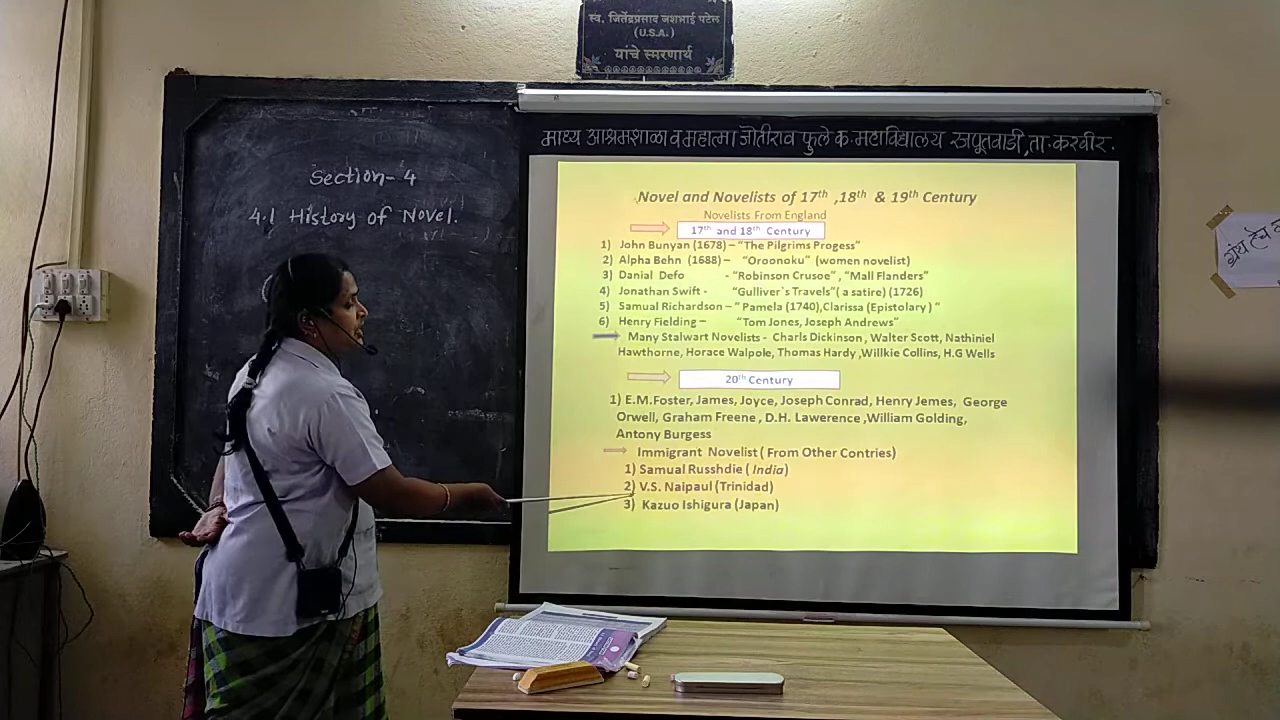 स्व. जितेंद्रप्रसाद जशभाई पटेल
(U.S.A.)
यांचे स्मरणार्थ
माध्य आश्रमशाळा व महात्मा जोतीराव फुले क. महाविद्यालय रजपूतवाडी, ता. करवीर.
Section-4
4.1 History of Novel.
Novel and Novelists of 17th ,18th & 19th Century
Novelists From England
17th and 18th Century
1) John Bunyan (1678) – “The Pilgrims Progess”
2) Alpha Behn (1688) – “Oroonoku” (women novelist)
3) Danial Defo - “Robinson Crusoe” , “Mall Flanders”
4) Jonathan Swift - “Gulliver`s Travels”( a satire) (1726)
5) Samual Richardson – “ Pamela (1740),Clarissa (Epistolary ) “
6) Henry Fielding – “Tom Jones, Joseph Andrews”
Many Stalwart Novelists - Charls Dickinson , Walter Scott, Nathiniel
Hawthorne, Horace Walpole, Thomas Hardy ,Willkie Collins, H.G Wells
20th Century
1) E.M.Foster, James, Joyce, Joseph Conrad, Henry Jemes, George
Orwell, Graham Freene , D.H. Lawerence ,William Golding,
Antony Burgess
Immigrant Novelist ( From Other Contries)
1) Samual Russhdie ( India)
2) V.S. Naipaul (Trinidad)
3) Kazuo Ishigura (Japan)